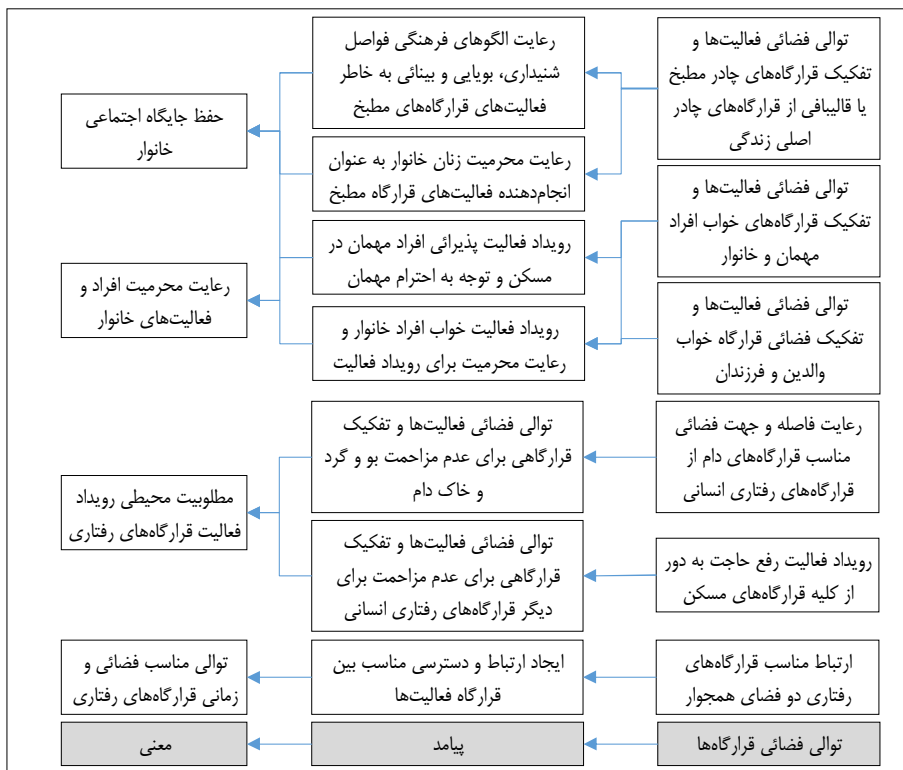 توالی فضائی فعالیت‌ها و
تفکیک قرارگاه‌های چادر مطبخ
یا قالیبافی از قرارگاه‌های چادر
اصلی زندگی
رعایت الگوهای فرهنگی فواصل
شنیداری، بویایی و بینائی به خاطر
فعالیت‌های قرارگاه‌های مطبخ
حفظ جایگاه اجتماعی
خانوار
رعایت محرمیت زنان خانوار به عنوان
انجام‌دهنده فعالیت‌های قرارگاه مطبخ
توالی فضائی فعالیت‌ها و
تفکیک قرارگاه‌های خواب افراد
مهمان و خانوار
رویداد فعالیت پذیرائی افراد مهمان در
مسکن و توجه به احترام مهمان
رعایت محرمیت افراد و
فعالیت‌های خانوار
توالی فضائی فعالیت‌ها و
تفکیک فضائی قرارگاه خواب
والدین و فرزندان
رویداد فعالیت خواب افراد خانوار و
رعایت محرمیت برای رویداد فعالیت
رعایت فاصله و جهت فضائی
مناسب قرارگاه‌های دام از
قرارگاه‌های رفتاری انسانی
توالی فضائی فعالیت‌ها و تفکیک
قرارگاهی برای عدم مزاحمت بو و گرد
و خاک دام
مطلوبیت محیطی رویداد
فعالیت قرارگاه‌های رفتاری
رویداد فعالیت رفع حاجت به دور
از کلیه قرارگاه‌های مسکن
توالی فضائی فعالیت‌ها و تفکیک
قرارگاهی برای عدم مزاحمت برای
دیگر قرارگاه‌های رفتاری انسانی
ارتباط مناسب قرارگاه‌های
رفتاری دو فضای همجوار
ایجاد ارتباط و دسترسی مناسب بین
قرارگاه فعالیت‌ها
توالی مناسب فضائی و
زمانی قرارگاه‌های رفتاری
توالی فضائی قرارگاه‌ها
پیامد
معنی